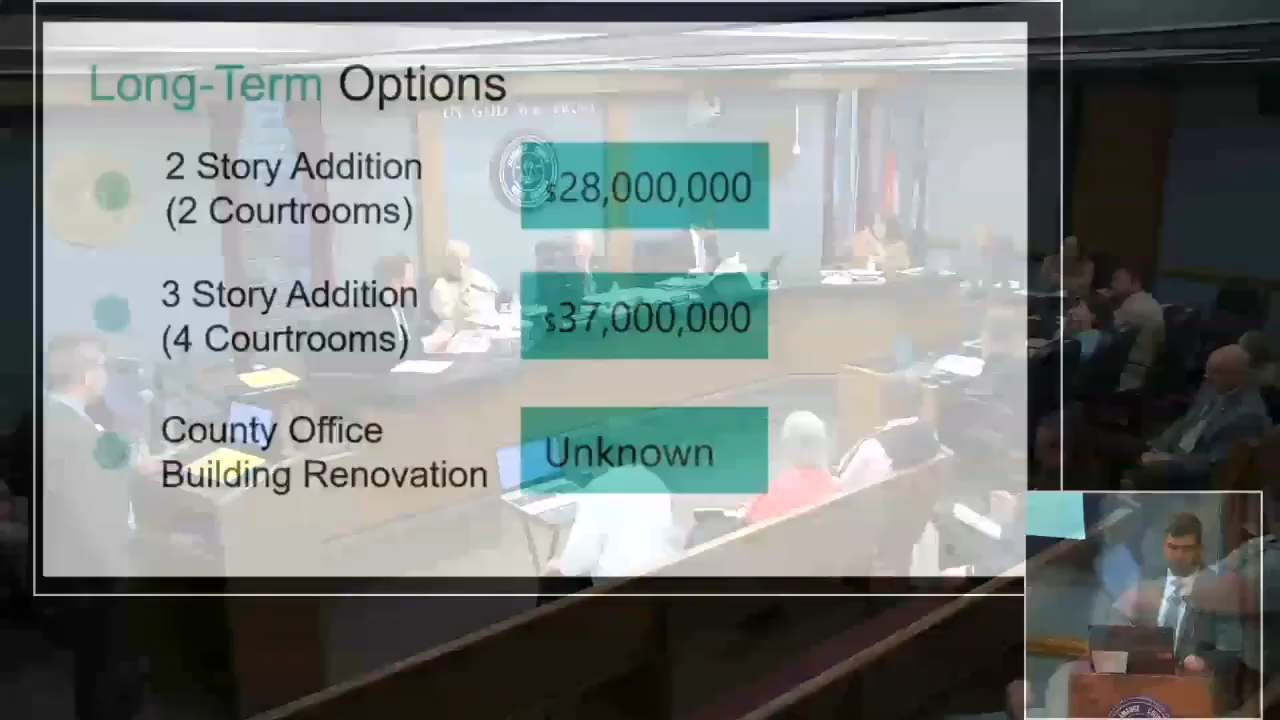 Long-Term Options
IN GOD WE TRUST
2 Story Addition
(2 Courtrooms)
$28,000,000
3 Story Addition
(4 Courtrooms)
$37,000,000
County Office
Building Renovation
Unknown